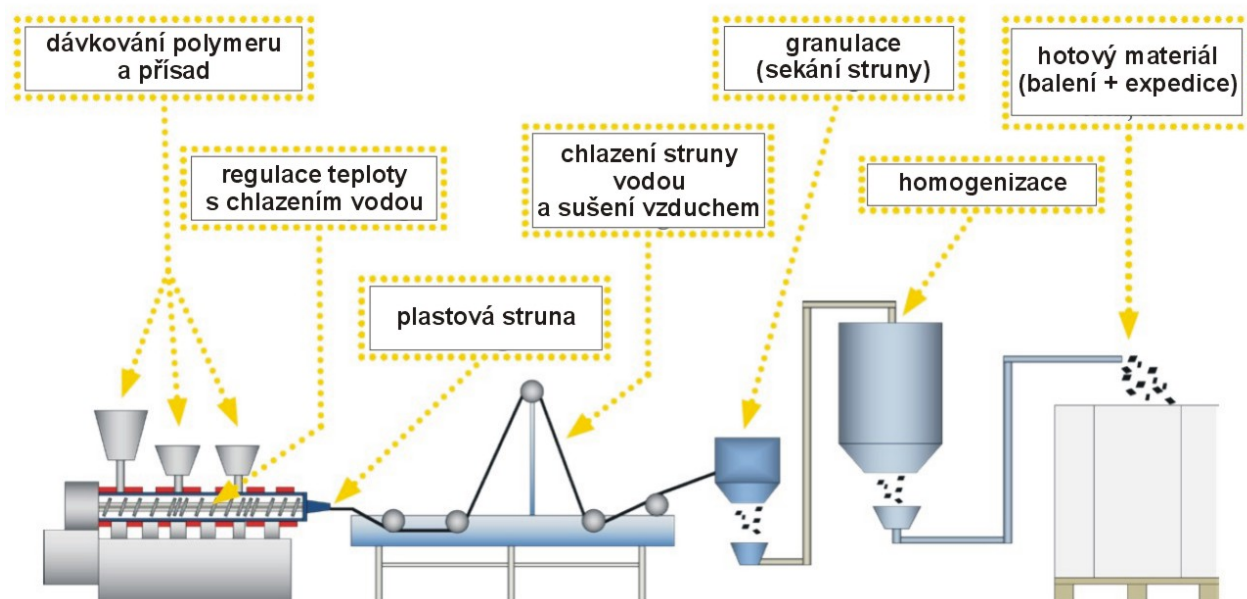 dávkování polymeru
a přísad
regulace teploty
s chlazením vodou
plastová struna
chlazení struny
vodou
a sušení vzduchem
granulace
(sekání struny)
homogenizace
hotový materiál
(balení + expedice)